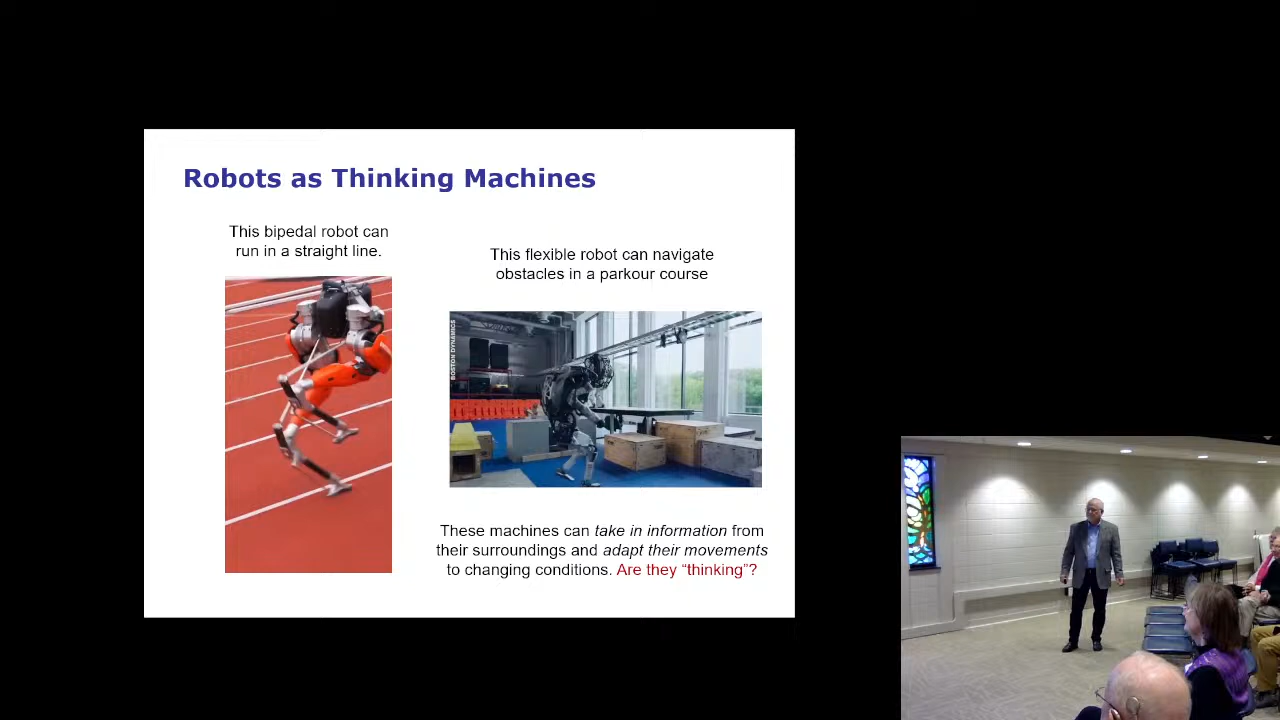 Robots as Thinking Machines
This bipedal robot can
run in a straight line.
This flexible robot can navigate
obstacles in a parkour course
BOSTON DYNAMICS
These machines can take in information from
their surroundings and adapt their movements
to changing conditions. Are they “thinking”?